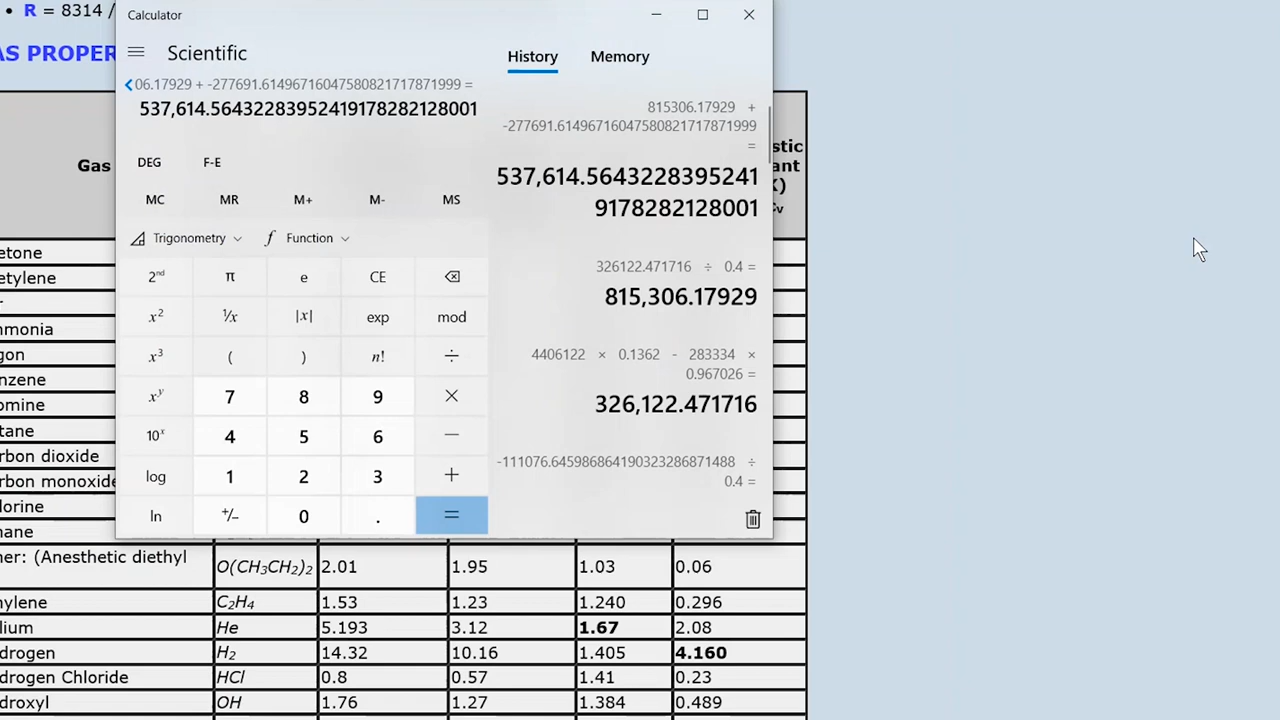 • R = 8314 /
AS PROPER
Calculator
Scientific
06.17929 + -277691.61496716047580821717871999 =
537,614.56432283952419178282128001
DEG F-E
MC MR M+ M- MS
Trigonometry f Function
2nd π e CE
x² ¹/x |x| exp mod
x³ ( ) n! ÷
xʸ 7 8 9 ×
10ˣ 4 5 6 −
log 1 2 3 +
ln +/− 0 . =
History Memory
815306.17929 +
-277691.61496716047580821717871999
=
537,614.5643228395241
9178282128001
326122.471716 ÷ 0.4 =
815,306.17929
4406122 × 0.1362 - 283334 ×
0.967026 =
326,122.471716
-111076.645986864190323286871488 ÷
0.4 =
Gas
stic
ant
K)
cv
etone
etylene
r
nmonia
gon
nzene
omine
tane
rbon dioxide
rbon monoxide
lorine
hane
her: (Anesthetic diethyl O(CH₃CH₂)₂ 2.01 1.95 1.03 0.06
hylene C₂H₄ 1.53 1.23 1.240 0.296
lium He 5.193 3.12 1.67 2.08
drogen H₂ 14.32 10.16 1.405 4.160
drogen Chloride HCl 0.8 0.57 1.41 0.23
droxyl OH 1.76 1.27 1.384 0.489